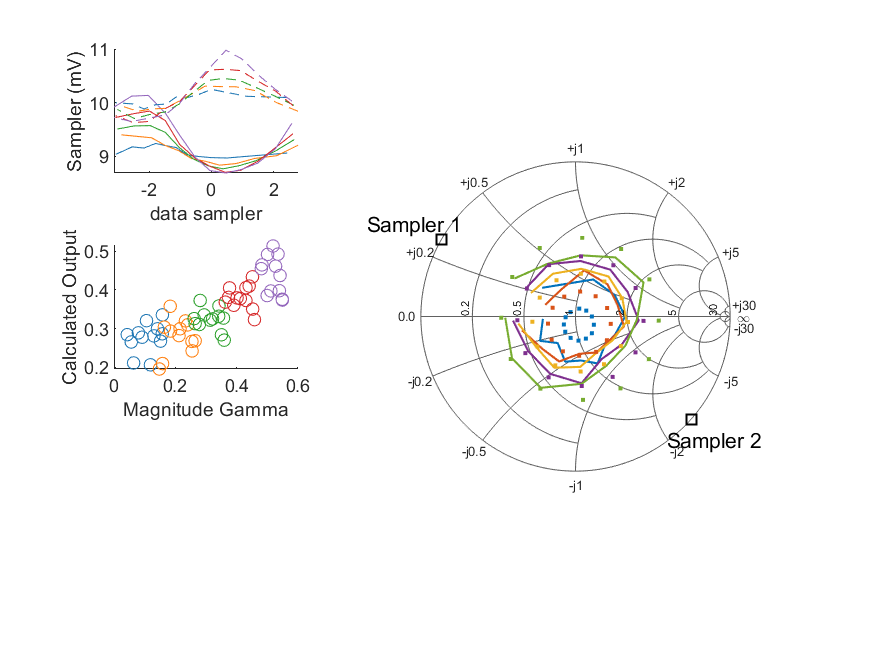 11
10
9
Sampler (mV)
-2
0
2
data sampler
0.5
0.4
0.3
0.2
Calculated Output
0
0.2
0.4
0.6
Magnitude Gamma
+j1
+j0.5
+j2
Sampler 1
+j0.2
+j5
0.0
0.2
0.5
1
2
5
30
+j30
∞
-j30
-j0.2
-j5
-j0.5
-j2
Sampler 2
-j1